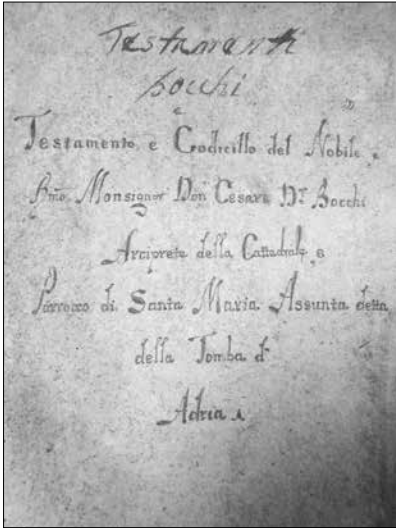 Testamenti
bocchi
e
Testamento e Codicillo del Nobile e
Rmo Monsignor Don Cesare Dr. Bocchi
Arciprete della Cattedrale, e
Parroco di Santa Maria Assunta detta
della Tomba d
Adria